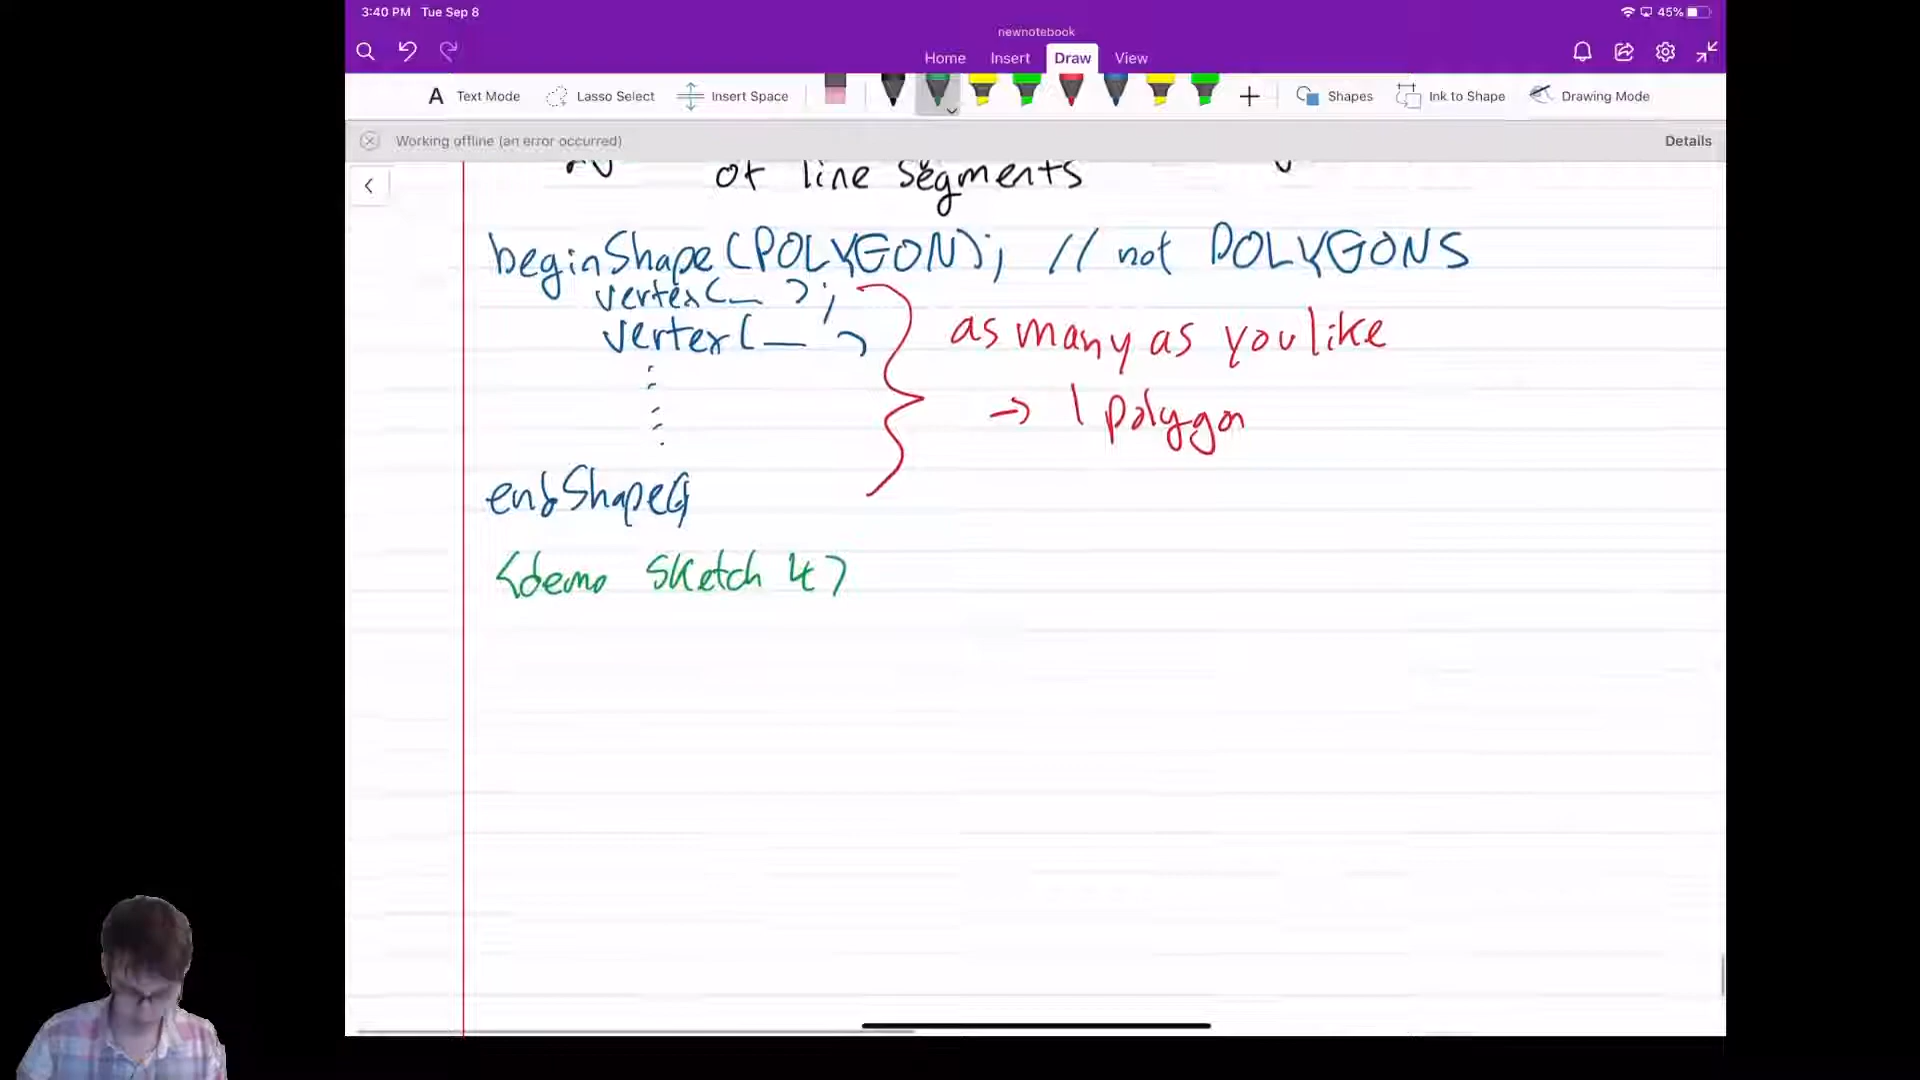 3:40 PM Tue Sep 8
45%
newnotebook
Home Insert Draw View
A Text Mode Lasso Select Insert Space Shapes Ink to Shape Drawing Mode
Working offline (an error occurred) Details
of line segments
beginShape(POLYGON); // not POLYGONS
vertex(_ );
vertex(_ )
as many as you like
→ 1 polygon
endShape();
<demo sketch 4>